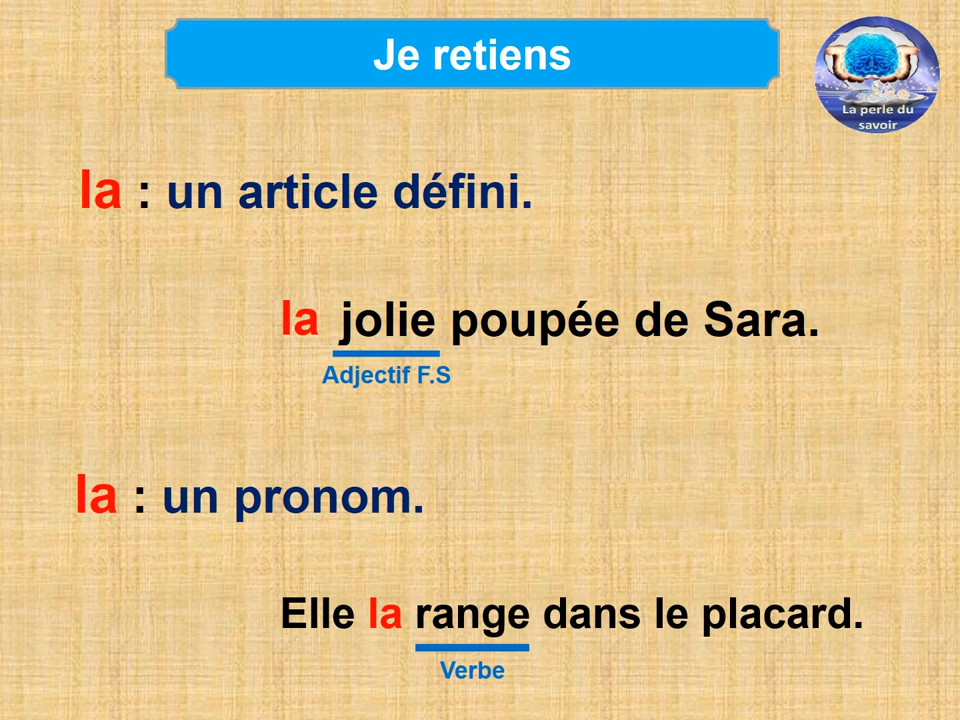 Je retiens
La perle du
savoir
la : un article défini.
la jolie poupée de Sara.
Adjectif F.S
la : un pronom.
Elle la range dans le placard.
Verbe